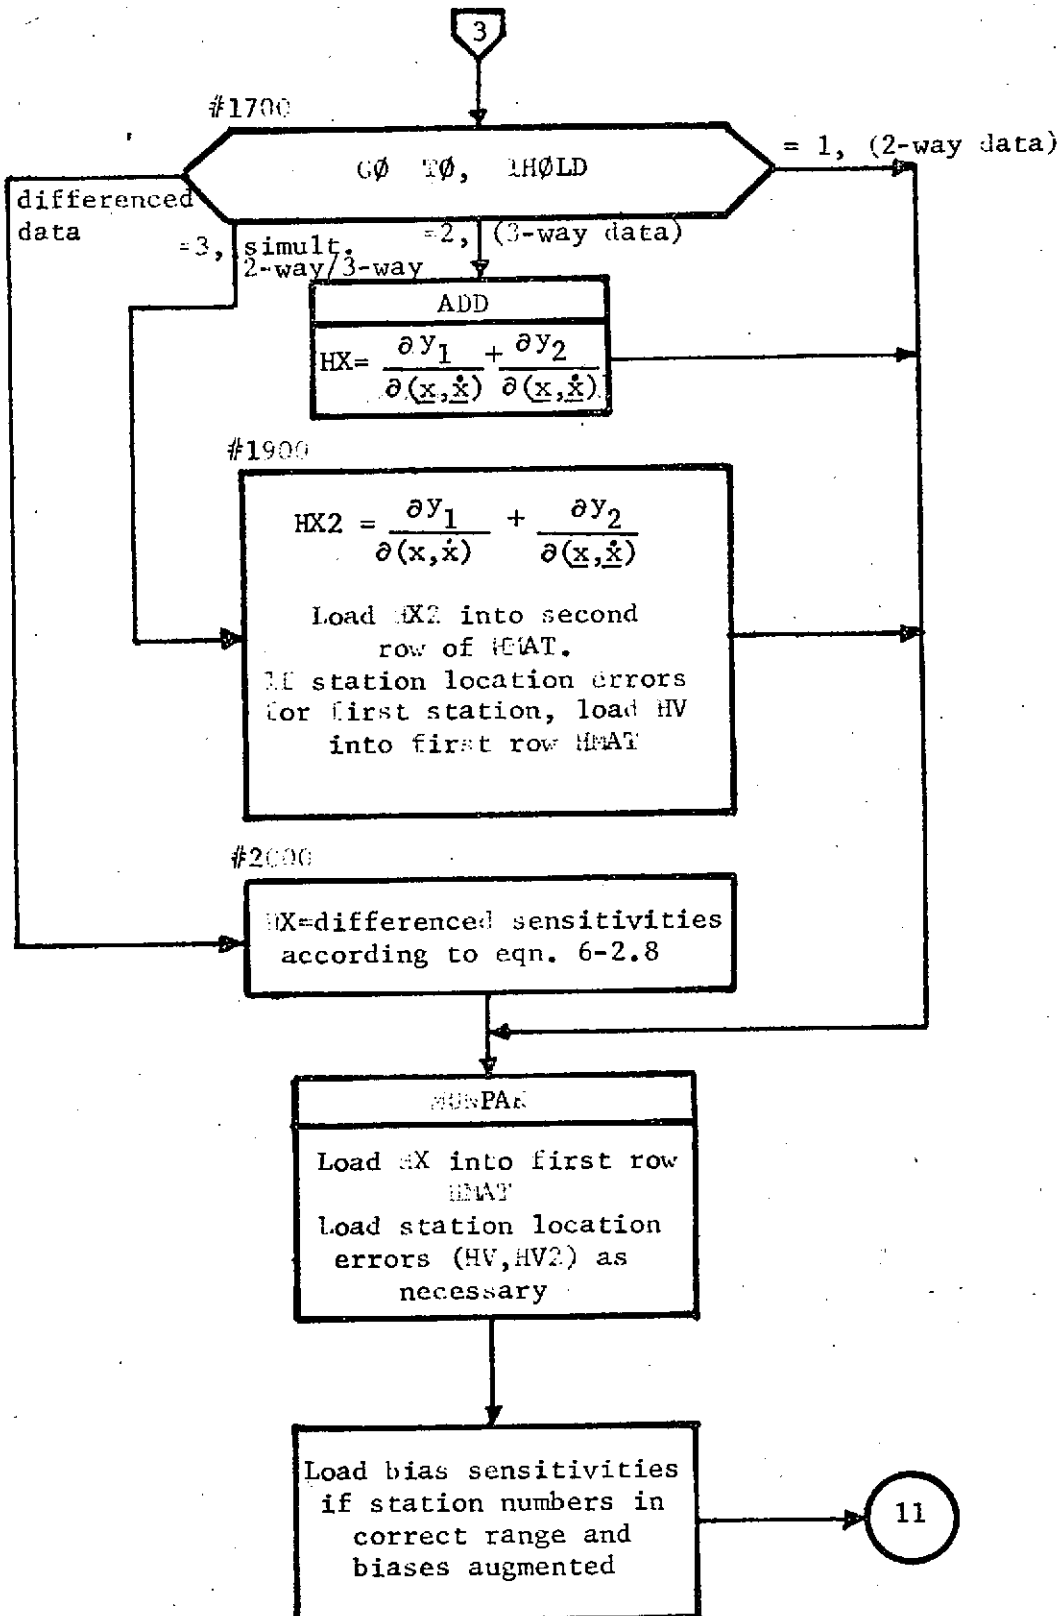 3
#1700
GØ TØ, IHØLD
= 1, (2-way data)
differenced
data
=3, simult.
2-way/3-way
=2, (3-way data)
ADD
HX= ∂y1/∂(x,ẋ) + ∂y2/∂(x,ẋ)
#1900
HX2 = ∂y1/∂(x,ẋ) + ∂y2/∂(x,ẋ)
Load HX2 into second
row of HMAT.
If station location errors
for first station, load HV
into first row HMAT
#2000
HX=differenced sensitivities
according to eqn. 6-2.8
Load HX into first row
HMAT
Load station location
errors (HV,HV2) as
necessary
Load bias sensitivities
if station numbers in
correct range and
biases augmented
11